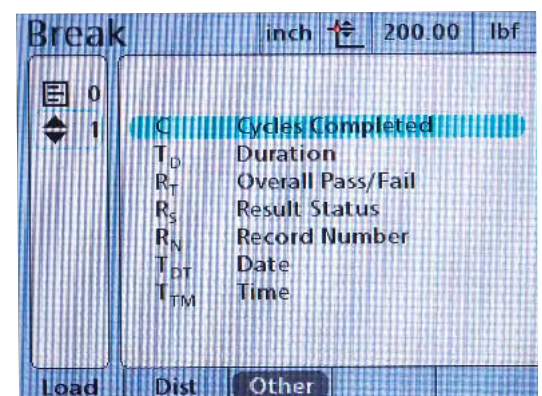 Break inch 200.00 lbf
0
1
C Cycles Completed
TD Duration
RT Overall Pass/Fail
RS Result Status
RN Record Number
TDT Date
TTM Time
Load Dist Other